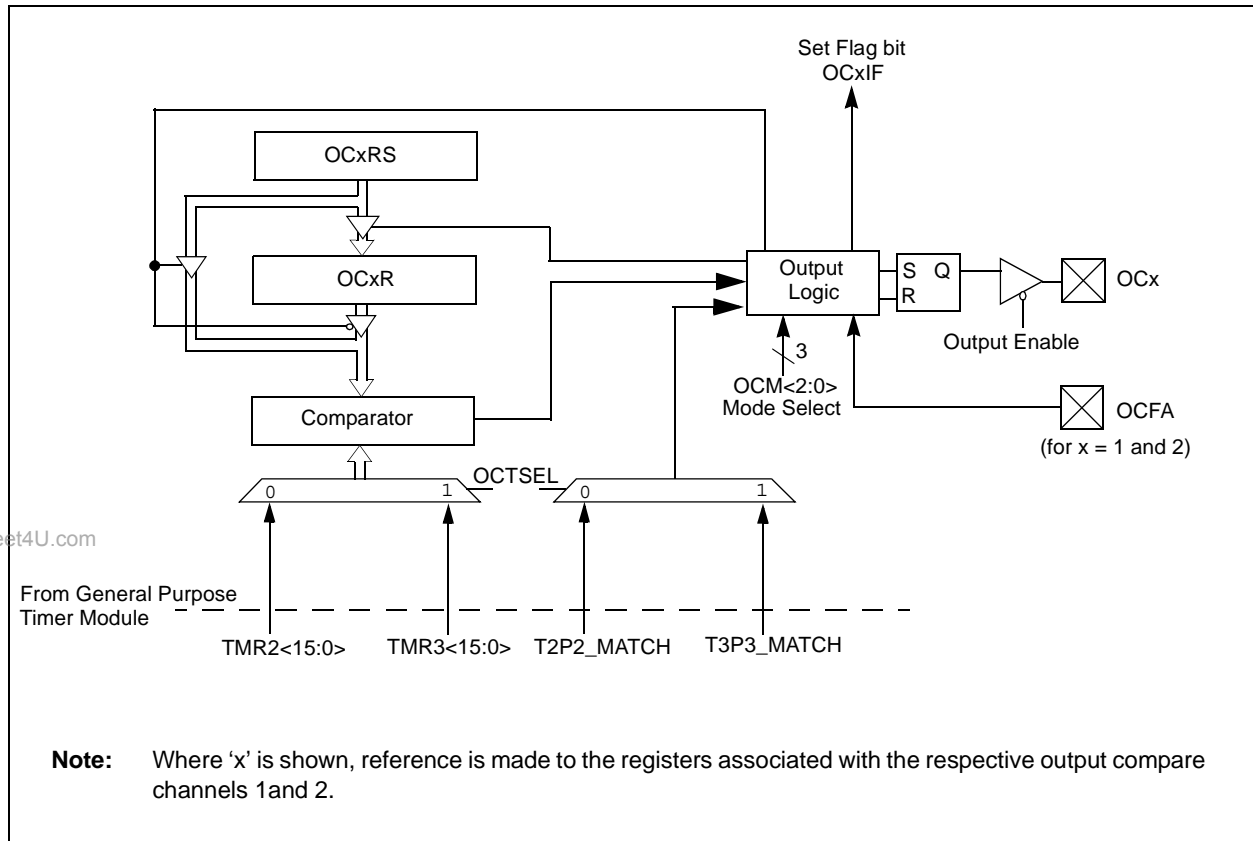 Set Flag bit
OCxIF
OCxRS
OCxR
Output
Logic
S Q
R
OCx
Output Enable
3
OCM<2:0>
Mode Select
OCFA
(for x = 1 and 2)
Comparator
OCTSEL
0 1
0 1
eet4U.com
From General Purpose
Timer Module
TMR2<15:0> TMR3<15:0> T2P2_MATCH T3P3_MATCH
Note: Where ‘x’ is shown, reference is made to the registers associated with the respective output compare
channels 1and 2.